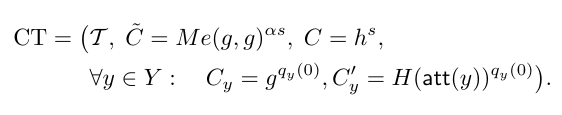 CT = (𝒯, C̃ = Me(g, g)^{αs}, C = h^s,
∀y ∈ Y : C_y = g^{q_y(0)}, C′_y = H(att(y))^{q_y(0)}).